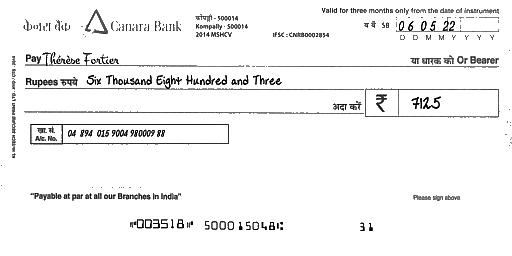 Valid for three months only from the date of instrument
केनरा बैंक Canara Bank
कोंपल्ली - 500014
Kompally - 500014
2014 MSHCV
IFSC : CNRB0002854
SB 06 05 22
D D M M Y Y Y Y
Pay Thérèse Fortier या धारक को Or Bearer
Rupees रुपये Six Thousand Eight Hundred and Three
अदा करें ₹ 7125
खा. सं.
A/c. No. 04 894 015 9004 980009 88
"Payable at par at all our Branches in India"
Please sign above
⑈003518⑈ 500015048⑆ 31